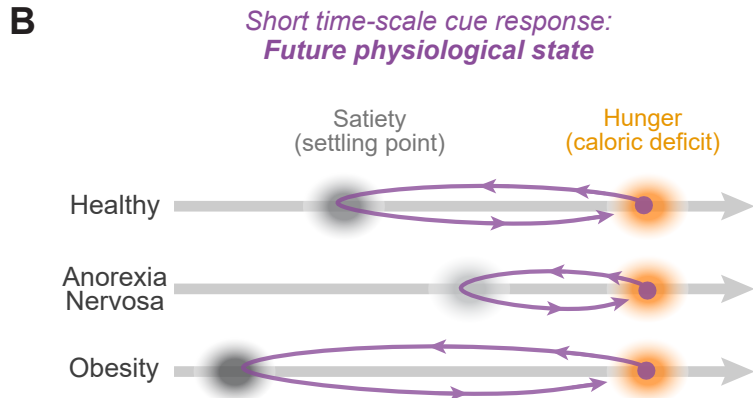 B
Short time-scale cue response:
Future physiological state
Satiety
(settling point)
Hunger
(caloric deficit)
Healthy
Anorexia
Nervosa
Obesity